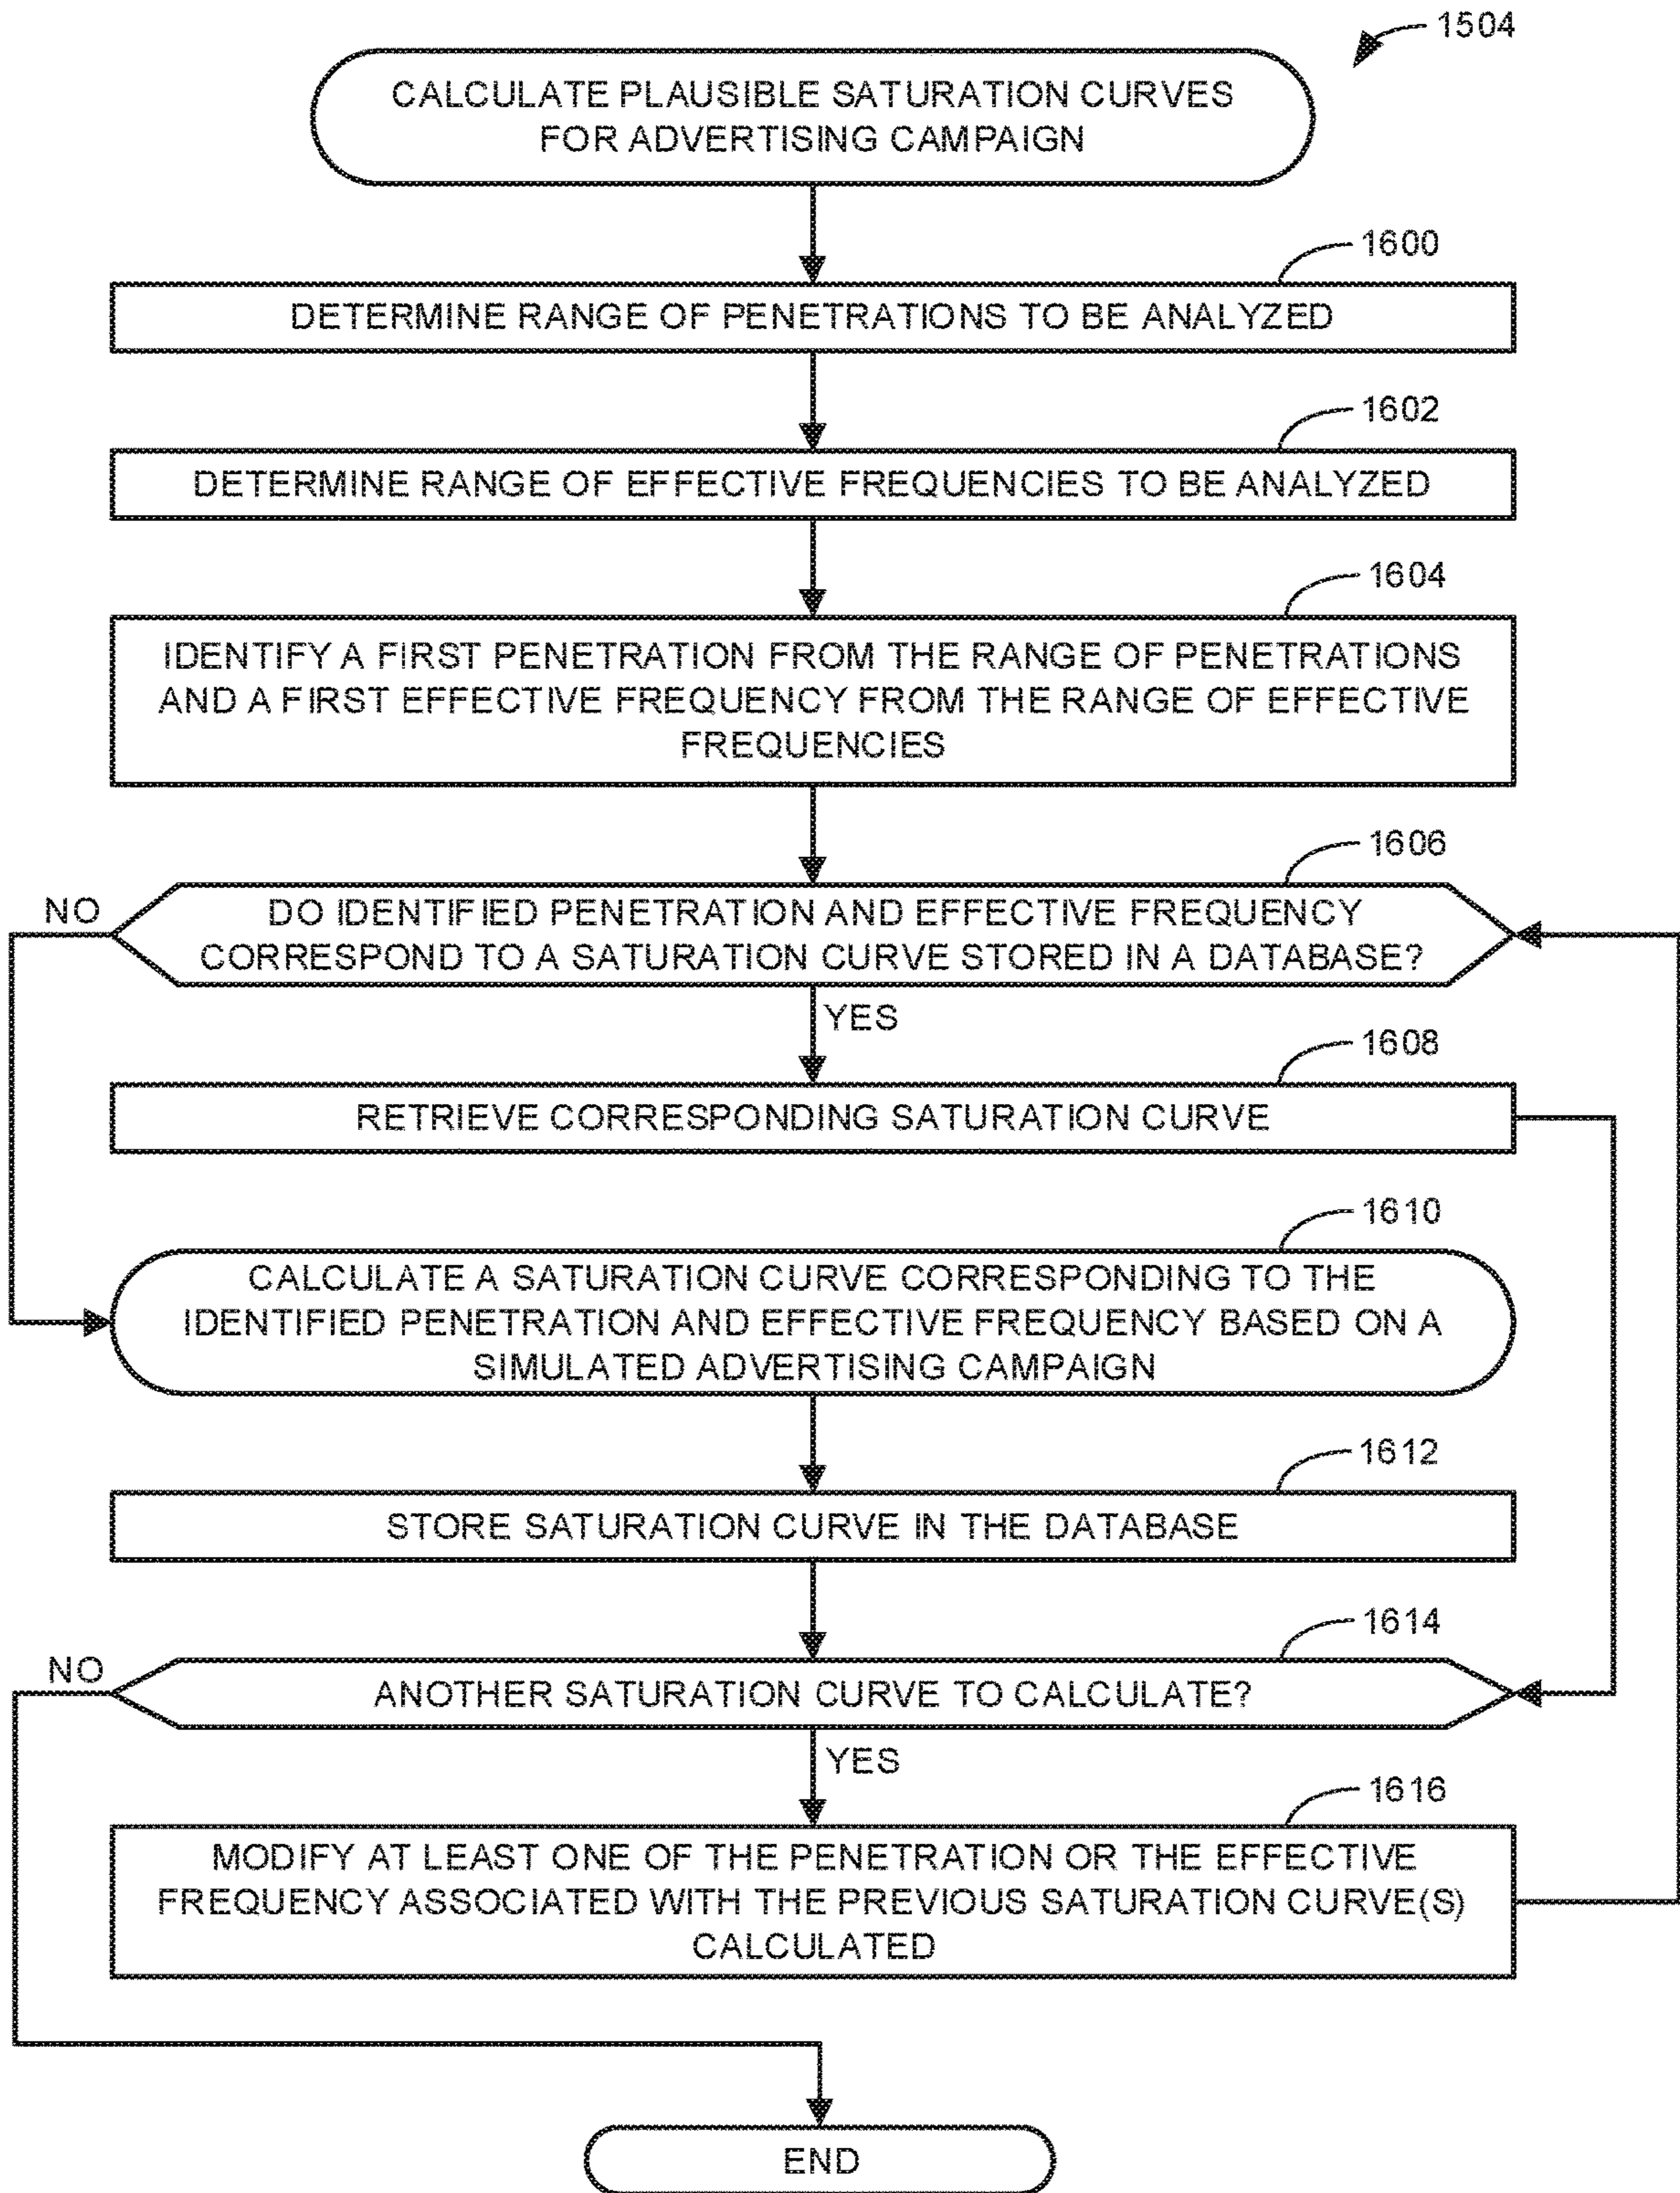 1504
CALCULATE PLAUSIBLE SATURATION CURVES
FOR ADVERTISING CAMPAIGN
1600
DETERMINE RANGE OF PENETRATIONS TO BE ANALYZED
1602
DETERMINE RANGE OF EFFECTIVE FREQUENCIES TO BE ANALYZED
1604
IDENTIFY A FIRST PENETRATION FROM THE RANGE OF PENETRATIONS
AND A FIRST EFFECTIVE FREQUENCY FROM THE RANGE OF EFFECTIVE
FREQUENCIES
1606
NO
DO IDENTIFIED PENETRATION AND EFFECTIVE FREQUENCY
CORRESPOND TO A SATURATION CURVE STORED IN A DATABASE?
YES
1608
RETRIEVE CORRESPONDING SATURATION CURVE
1610
CALCULATE A SATURATION CURVE CORRESPONDING TO THE
IDENTIFIED PENETRATION AND EFFECTIVE FREQUENCY BASED ON A
SIMULATED ADVERTISING CAMPAIGN
1612
STORE SATURATION CURVE IN THE DATABASE
1614
NO
ANOTHER SATURATION CURVE TO CALCULATE?
YES
1616
MODIFY AT LEAST ONE OF THE PENETRATION OR THE EFFECTIVE
FREQUENCY ASSOCIATED WITH THE PREVIOUS SATURATION CURVE(S)
CALCULATED
END